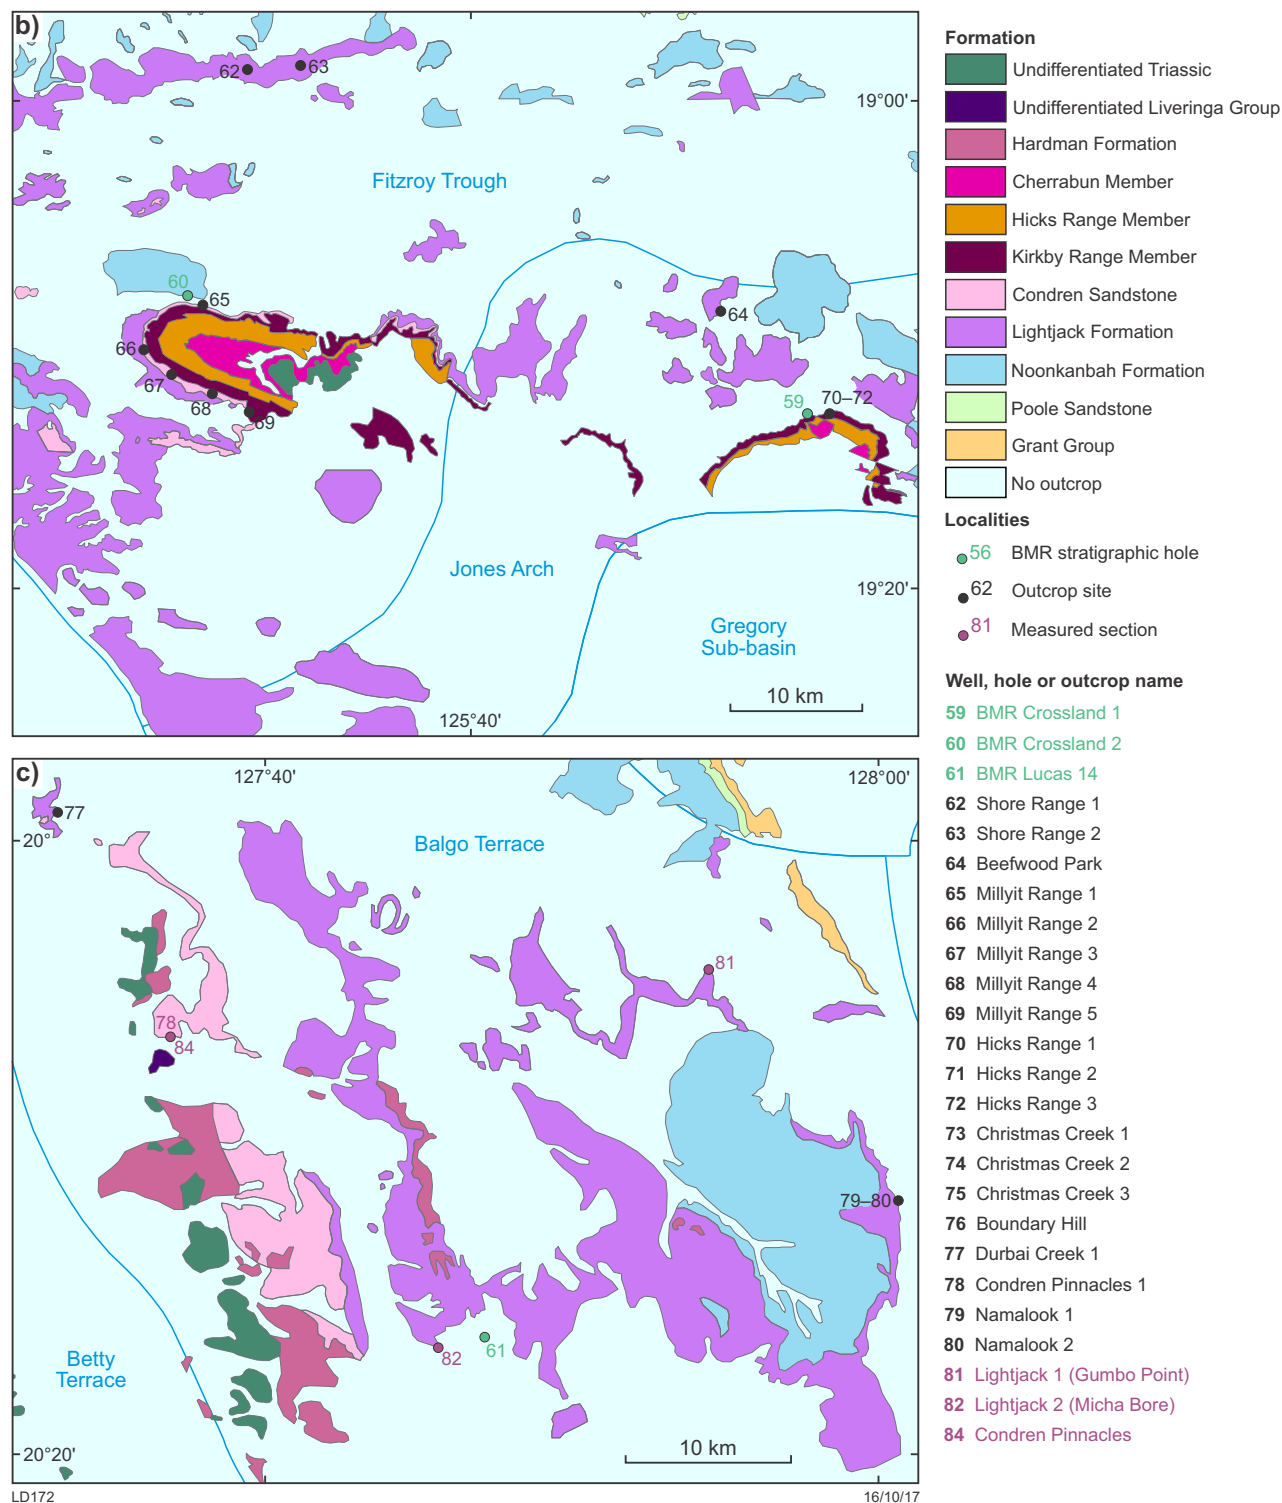 b)
62
63
19°00'
Fitzroy Trough
60
65
64
66
67
68
69
59
70–72
Jones Arch
19°20'
Gregory
Sub-basin
10 km
125°40'
c)
127°40'
128°00'
77
20°
Balgo Terrace
81
78
84
79–80
61
82
Betty
Terrace
10 km
20°20'
LD172
16/10/17
Formation
Undifferentiated Triassic
Undifferentiated Liveringa Group
Hardman Formation
Cherrabun Member
Hicks Range Member
Kirkby Range Member
Condren Sandstone
Lightjack Formation
Noonkanbah Formation
Poole Sandstone
Grant Group
No outcrop
Localities
56 BMR stratigraphic hole
62 Outcrop site
81 Measured section
Well, hole or outcrop name
59 BMR Crossland 1
60 BMR Crossland 2
61 BMR Lucas 14
62 Shore Range 1
63 Shore Range 2
64 Beefwood Park
65 Millyit Range 1
66 Millyit Range 2
67 Millyit Range 3
68 Millyit Range 4
69 Millyit Range 5
70 Hicks Range 1
71 Hicks Range 2
72 Hicks Range 3
73 Christmas Creek 1
74 Christmas Creek 2
75 Christmas Creek 3
76 Boundary Hill
77 Durbai Creek 1
78 Condren Pinnacles 1
79 Namalook 1
80 Namalook 2
81 Lightjack 1 (Gumbo Point)
82 Lightjack 2 (Micha Bore)
84 Condren Pinnacles